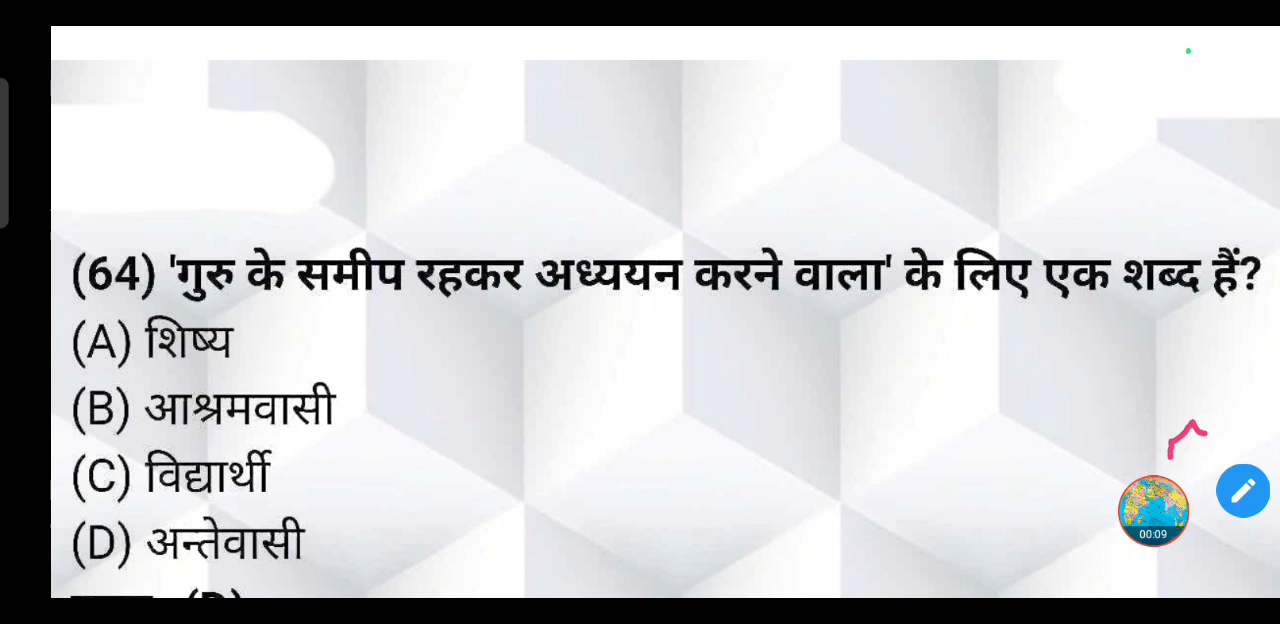 (64) 'गुरु के समीप रहकर अध्ययन करने वाला' के लिए एक शब्द हैं?
(A) शिष्य
(B) आश्रमवासी
(C) विद्यार्थी
(D) अन्तेवासी
00:09